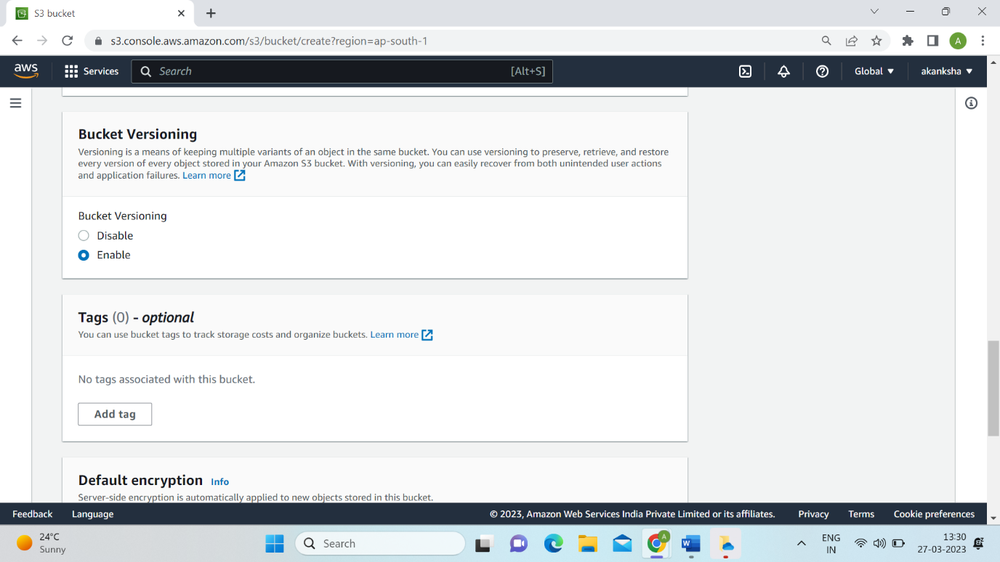 S3 bucket
s3.console.aws.amazon.com/s3/bucket/create?region=ap-south-1
A
aws
Services
Search
[Alt+S]
Global
akanksha
Bucket Versioning
Versioning is a means of keeping multiple variants of an object in the same bucket. You can use versioning to preserve, retrieve, and restore
every version of every object stored in your Amazon S3 bucket. With versioning, you can easily recover from both unintended user actions
and application failures. Learn more
Bucket Versioning
Disable
Enable
Tags (0) - optional
You can use bucket tags to track storage costs and organize buckets. Learn more
No tags associated with this bucket.
Add tag
Default encryption Info
Server-side encryption is automatically applied to new objects stored in this bucket.
Feedback
Language
© 2023, Amazon Web Services India Private Limited or its affiliates.
Privacy
Terms
Cookie preferences
24°C
Sunny
Search
A
W
ENG
IN
13:30
27-03-2023